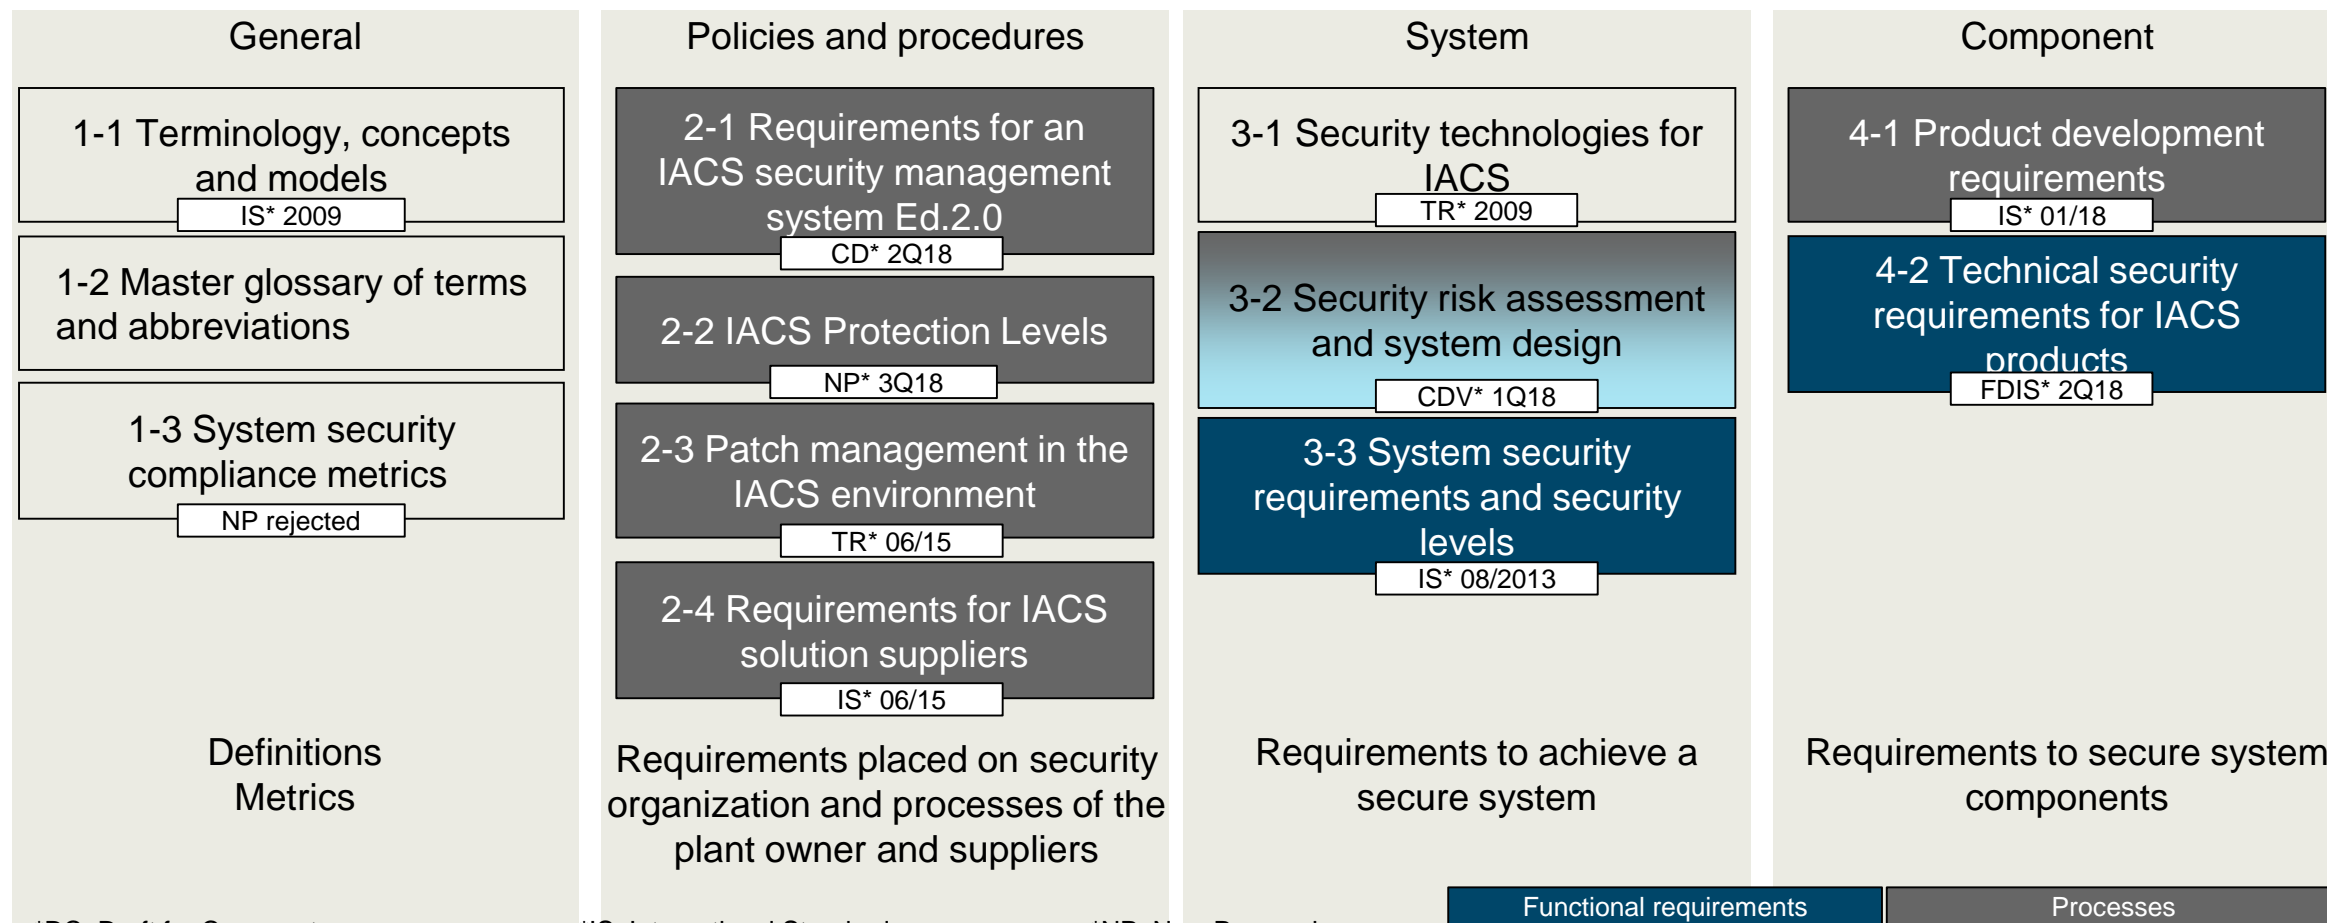 General
1-1 Terminology, concepts
and models
IS* 2009
1-2 Master glossary of terms
and abbreviations
1-3 System security
compliance metrics
NP rejected
Definitions
Metrics
Policies and procedures
2-1 Requirements for an
IACS security management
system Ed.2.0
CD* 2Q18
2-2 IACS Protection Levels
NP* 3Q18
2-3 Patch management in the
IACS environment
TR* 06/15
2-4 Requirements for IACS
solution suppliers
IS* 06/15
Requirements placed on security
organization and processes of the
plant owner and suppliers
System
3-1 Security technologies for
IACS
TR* 2009
3-2 Security risk assessment
and system design
CDV* 1Q18
3-3 System security
requirements and security
levels
IS* 08/2013
Requirements to achieve a
secure system
Component
4-1 Product development
requirements
IS* 01/18
4-2 Technical security
requirements for IACS
products
FDIS* 2Q18
Requirements to secure system
components
Functional requirements
Processes